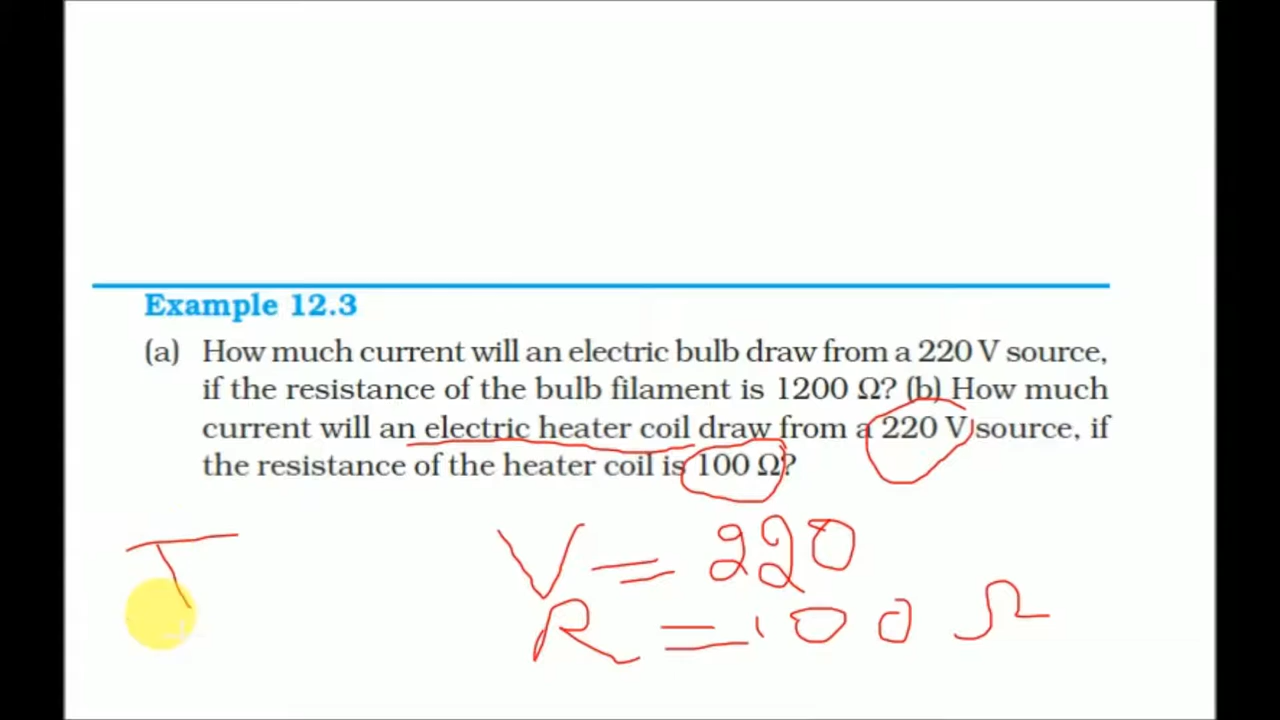 Example 12.3
(a) How much current will an electric bulb draw from a 220 V source,
if the resistance of the bulb filament is 1200 Ω? (b) How much
current will an electric heater coil draw from a 220 V source, if
the resistance of the heater coil is 100 Ω?
V = 220
R = 100 Ω